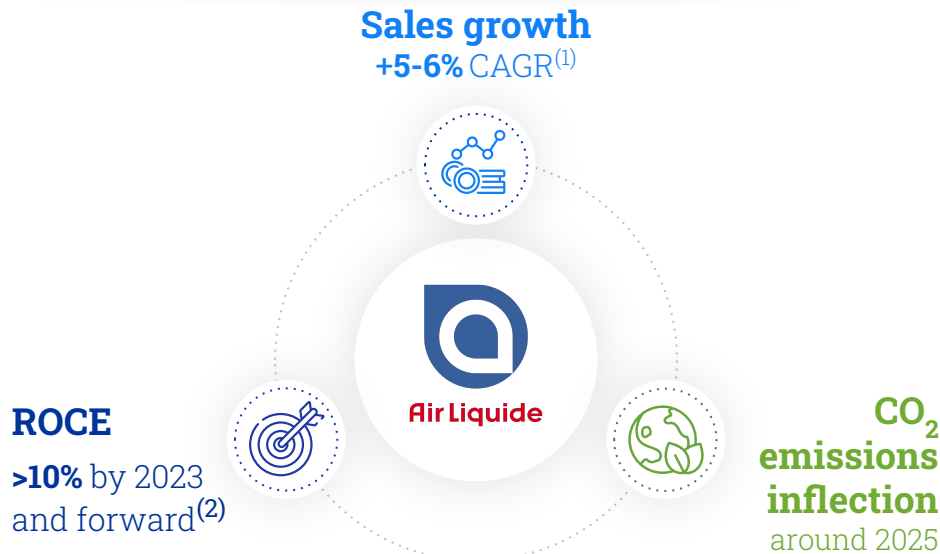 Sales growth
+5-6% CAGR(1)
Air Liquide
ROCE
>10% by 2023
and forward(2)
CO2
emissions
inflection
around 2025